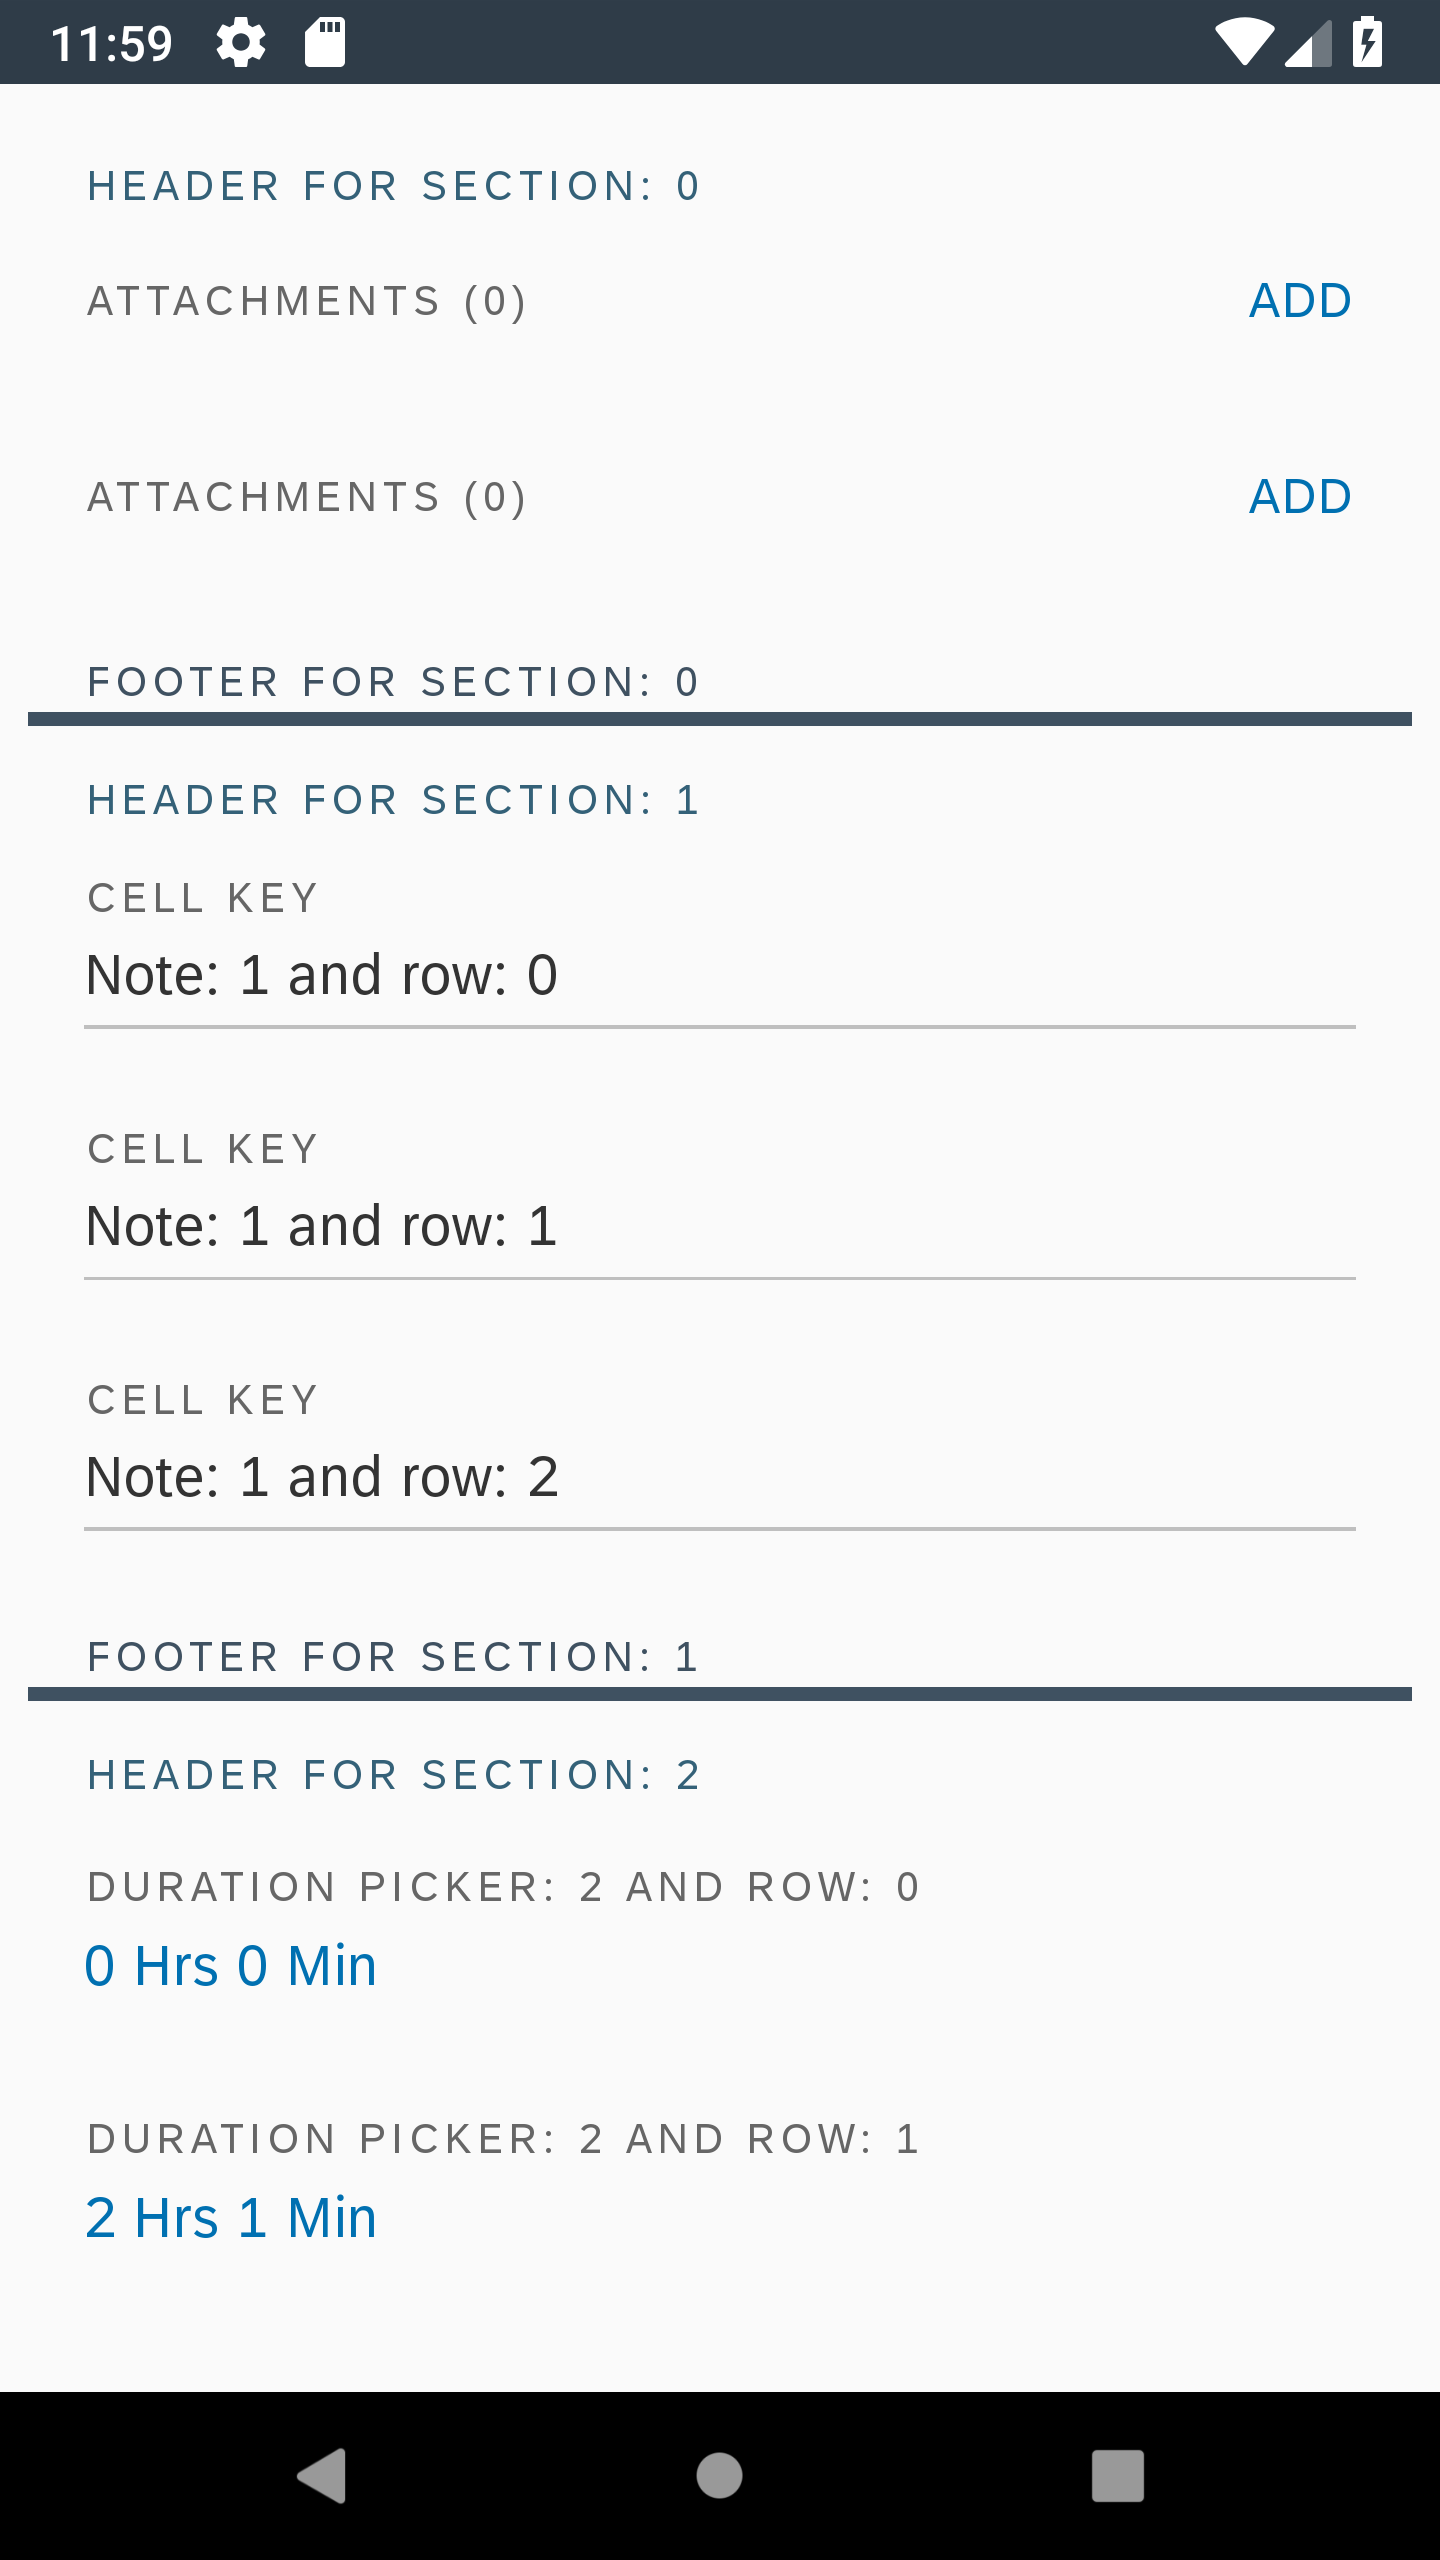 11:59
HEADER FOR SECTION: 0
ATTACHMENTS (0) ADD
ATTACHMENTS (0) ADD
FOOTER FOR SECTION: 0
HEADER FOR SECTION: 1
CELL KEY
Note: 1 and row: 0
CELL KEY
Note: 1 and row: 1
CELL KEY
Note: 1 and row: 2
FOOTER FOR SECTION: 1
HEADER FOR SECTION: 2
DURATION PICKER: 2 AND ROW: 0
0 Hrs 0 Min
DURATION PICKER: 2 AND ROW: 1
2 Hrs 1 Min